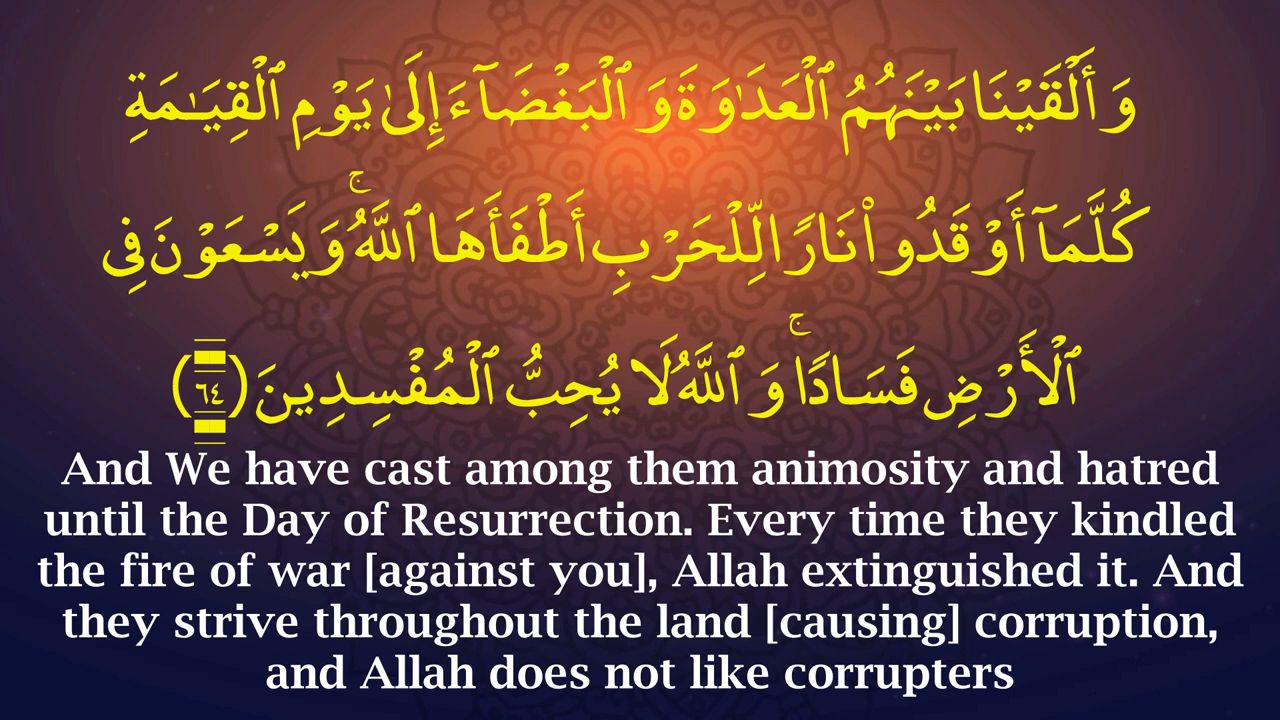 وَأَلْقَيْنَا بَيْنَهُمُ ٱلْعَدَٰوَةَ وَ ٱلْبَغْضَآءَ إِلَىٰ يَوْمِ ٱلْقِيَـٰمَةِ
كُلَّمَآ أَوْقَدُوا۟ نَارًا لِّلْحَرْبِ أَطْفَأَهَا ٱللَّهُ ۚ وَيَسْعَوْنَ فِى
ٱلْأَرْضِ فَسَادًا ۚ وَ ٱللَّهُ لَا يُحِبُّ ٱلْمُفْسِدِينَ (٦٤)
And We have cast among them animosity and hatred
until the Day of Resurrection. Every time they kindled
the fire of war [against you], Allah extinguished it. And
they strive throughout the land [causing] corruption,
and Allah does not like corrupters